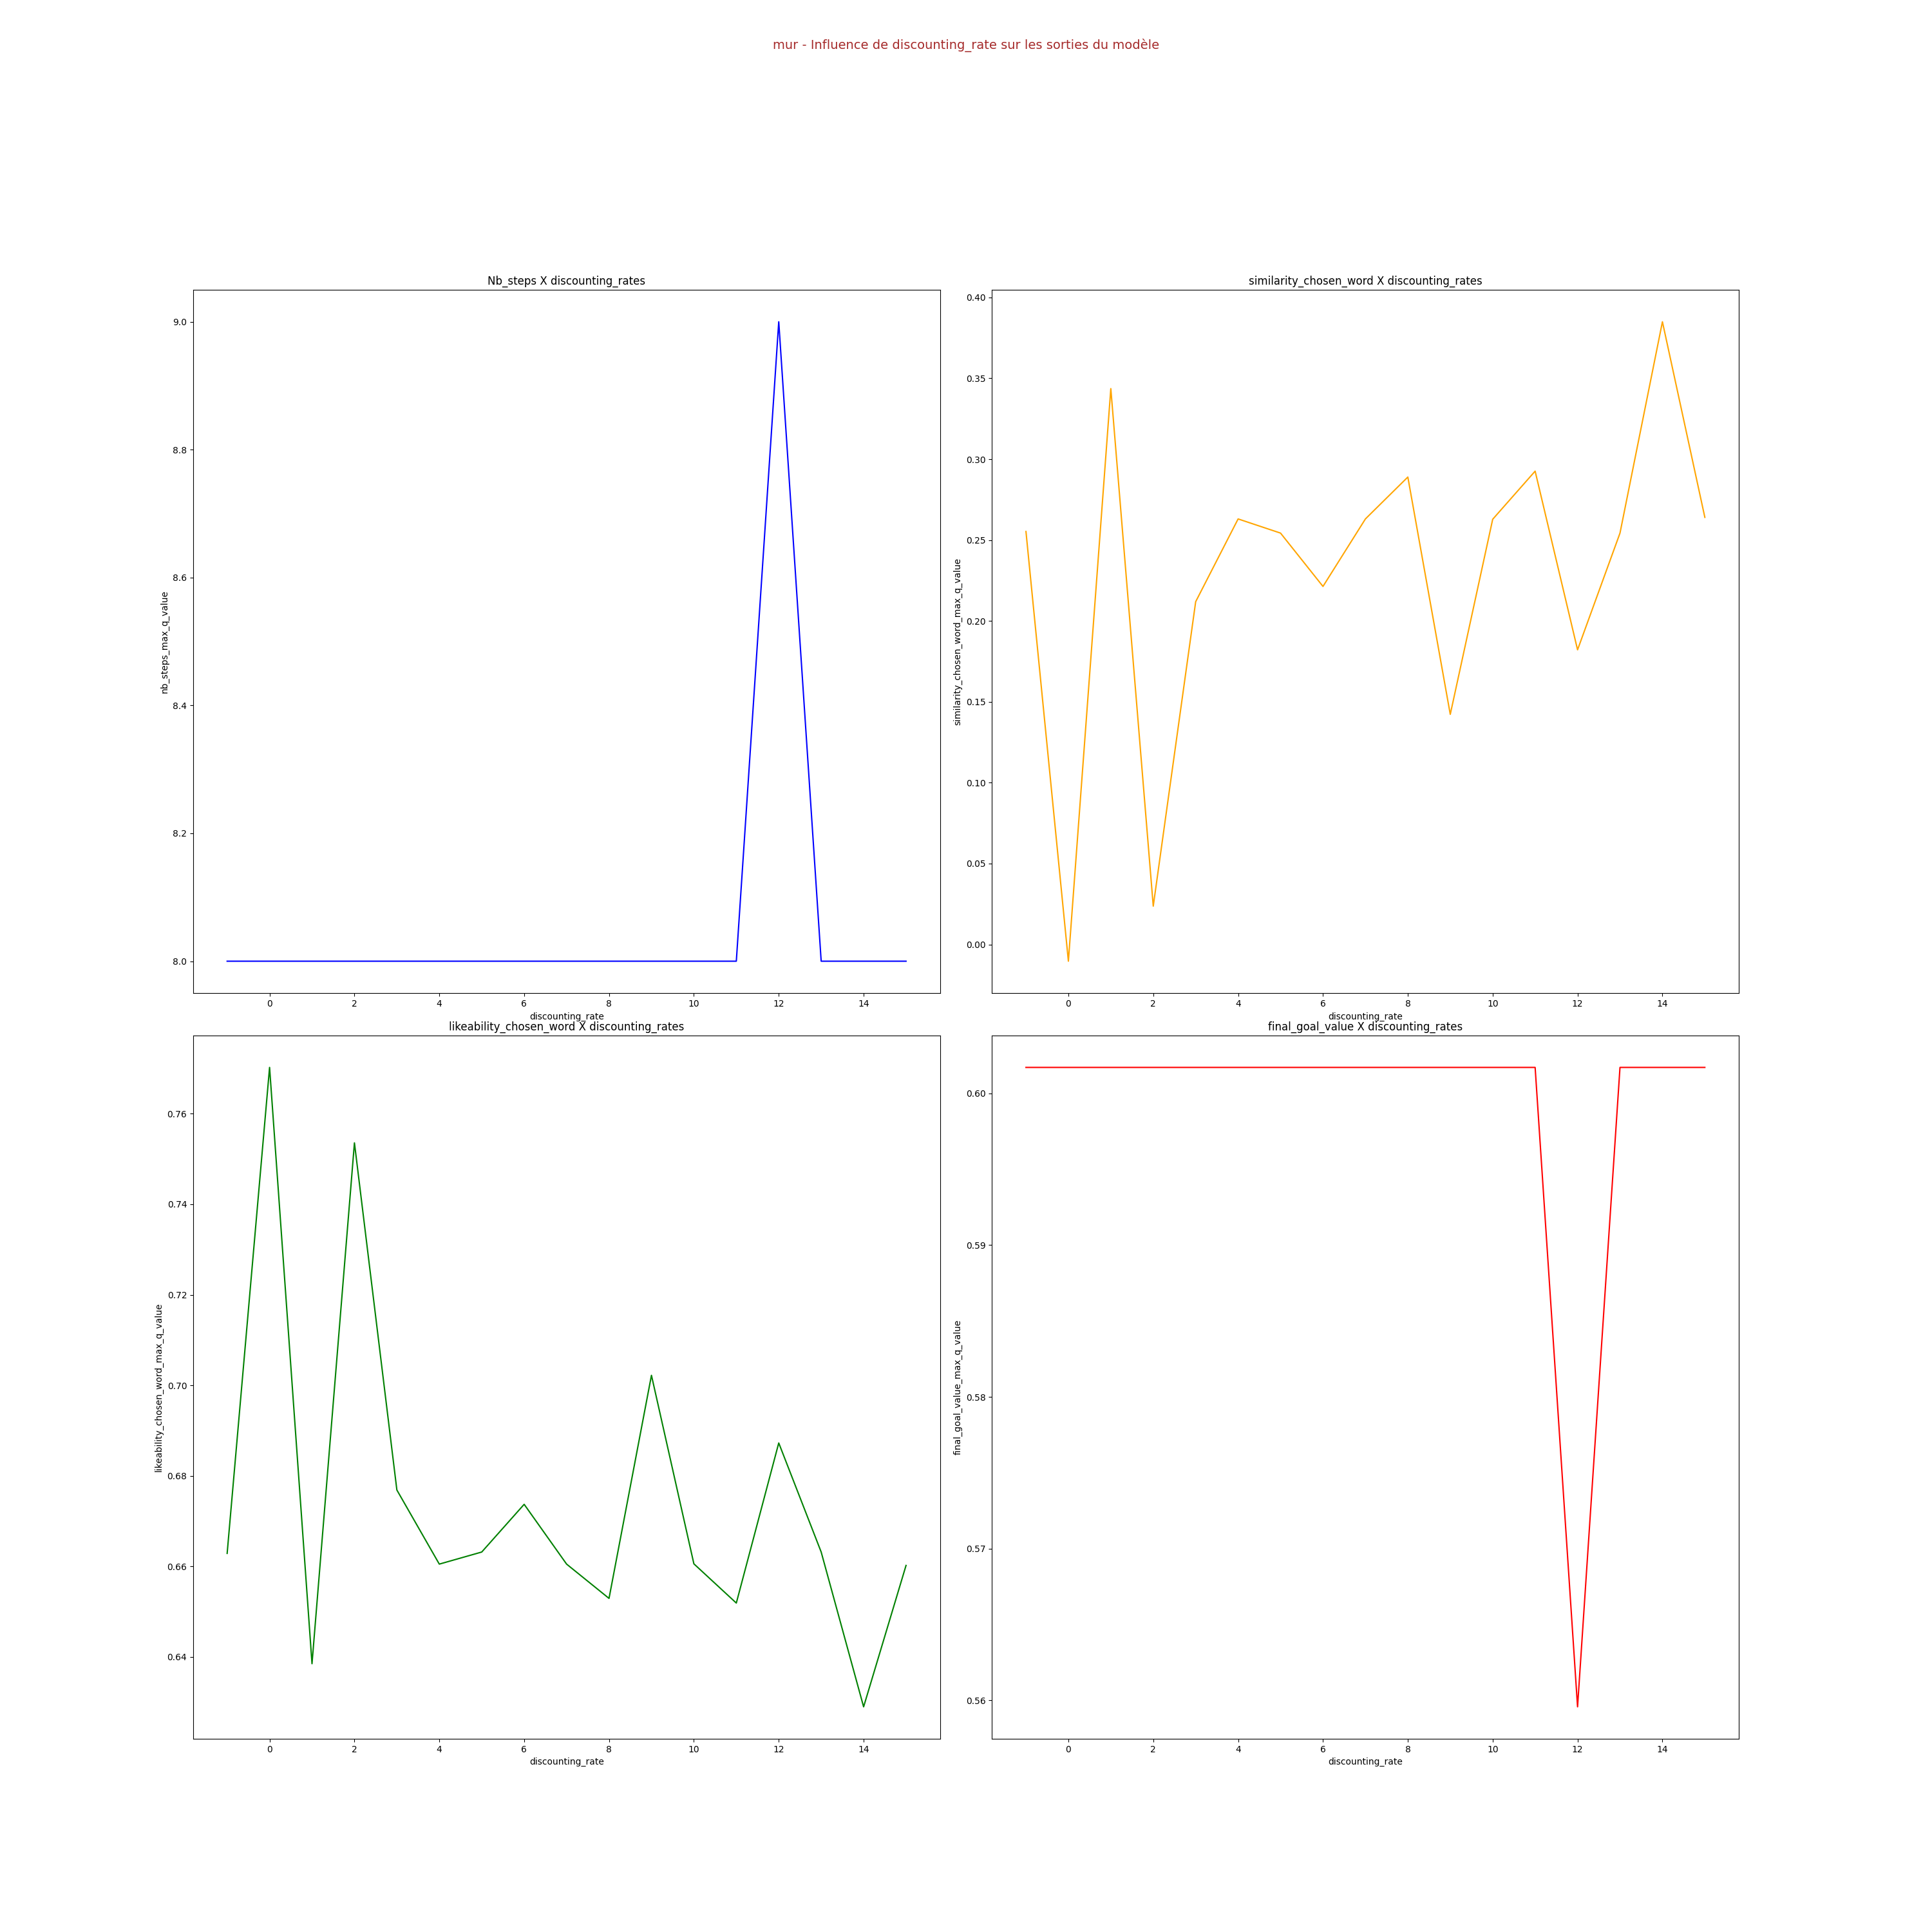 mur - Influence de discounting_rate sur les sorties du modèle
Nb_steps X discounting_rates
nb_steps_max_q_value
9.0
8.8
8.6
8.4
8.2
8.0
0 2 4 6 8 10 12 14
discounting_rate
similarity_chosen_word X discounting_rates
similarity_chosen_word_max_q_value
0.40
0.35
0.30
0.25
0.20
0.15
0.10
0.05
0.00
0 2 4 6 8 10 12 14
discounting_rate
likeability_chosen_word X discounting_rates
likeability_chosen_word_max_q_value
0.76
0.74
0.72
0.70
0.68
0.66
0.64
0 2 4 6 8 10 12 14
discounting_rate
final_goal_value X discounting_rates
final_goal_value_max_q_value
0.60
0.59
0.58
0.57
0.56
0 2 4 6 8 10 12 14
discounting_rate